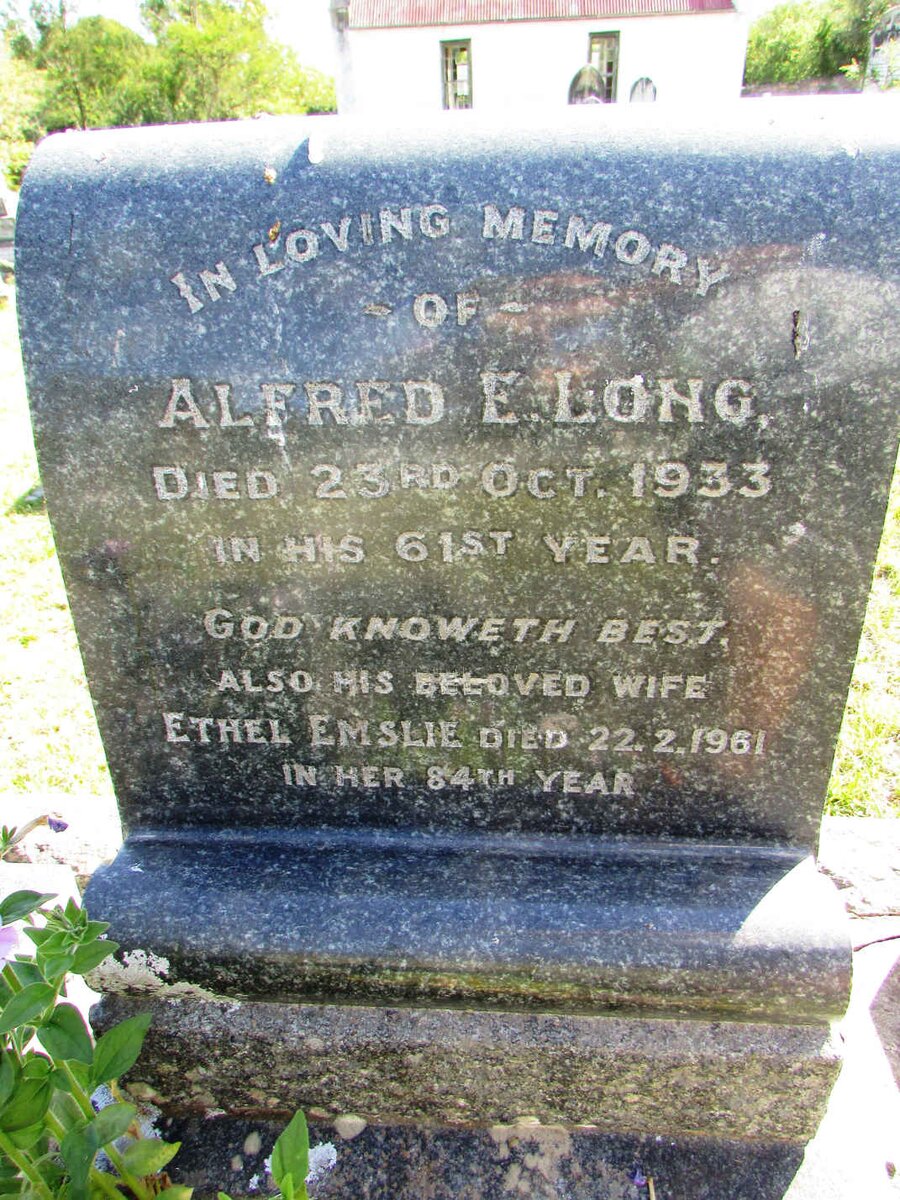 IN LOVING MEMORY
~ OF ~
ALFRED E. LONG,
DIED 23RD OCT. 1933
IN HIS 61ST YEAR.
GOD KNOWETH BEST.
ALSO HIS BELOVED WIFE
ETHEL EMSLIE DIED 22.2.1961
IN HER 84TH YEAR